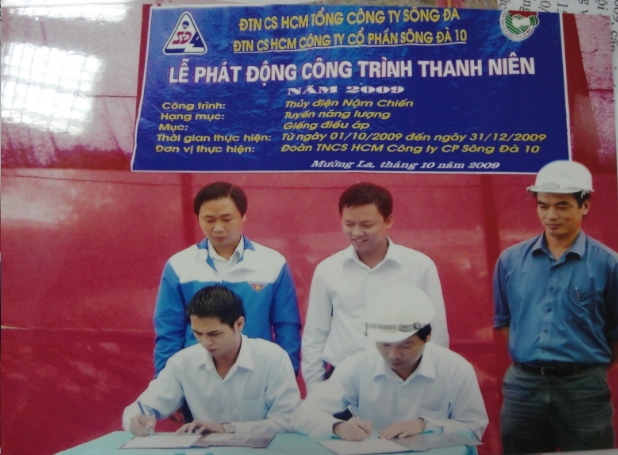 ĐTN CS HCM TỔNG CÔNG TY SÔNG ĐÀ
ĐTN CS HCM CÔNG TY CỔ PHẦN SÔNG ĐÀ 10
LỄ PHÁT ĐỘNG CÔNG TRÌNH THANH NIÊN
NĂM 2009
Công trình: Thủy điện Nậm Chiến
Hạng mục: Tuyến năng lượng
Mục: Giếng điều áp
Thời gian thực hiện: Từ ngày 01/10/2009 đến ngày 31/12/2009
Đơn vị thực hiện: Đoàn TNCS HCM Công ty CP Sông Đà 10
Mường La, tháng 10 năm 2009